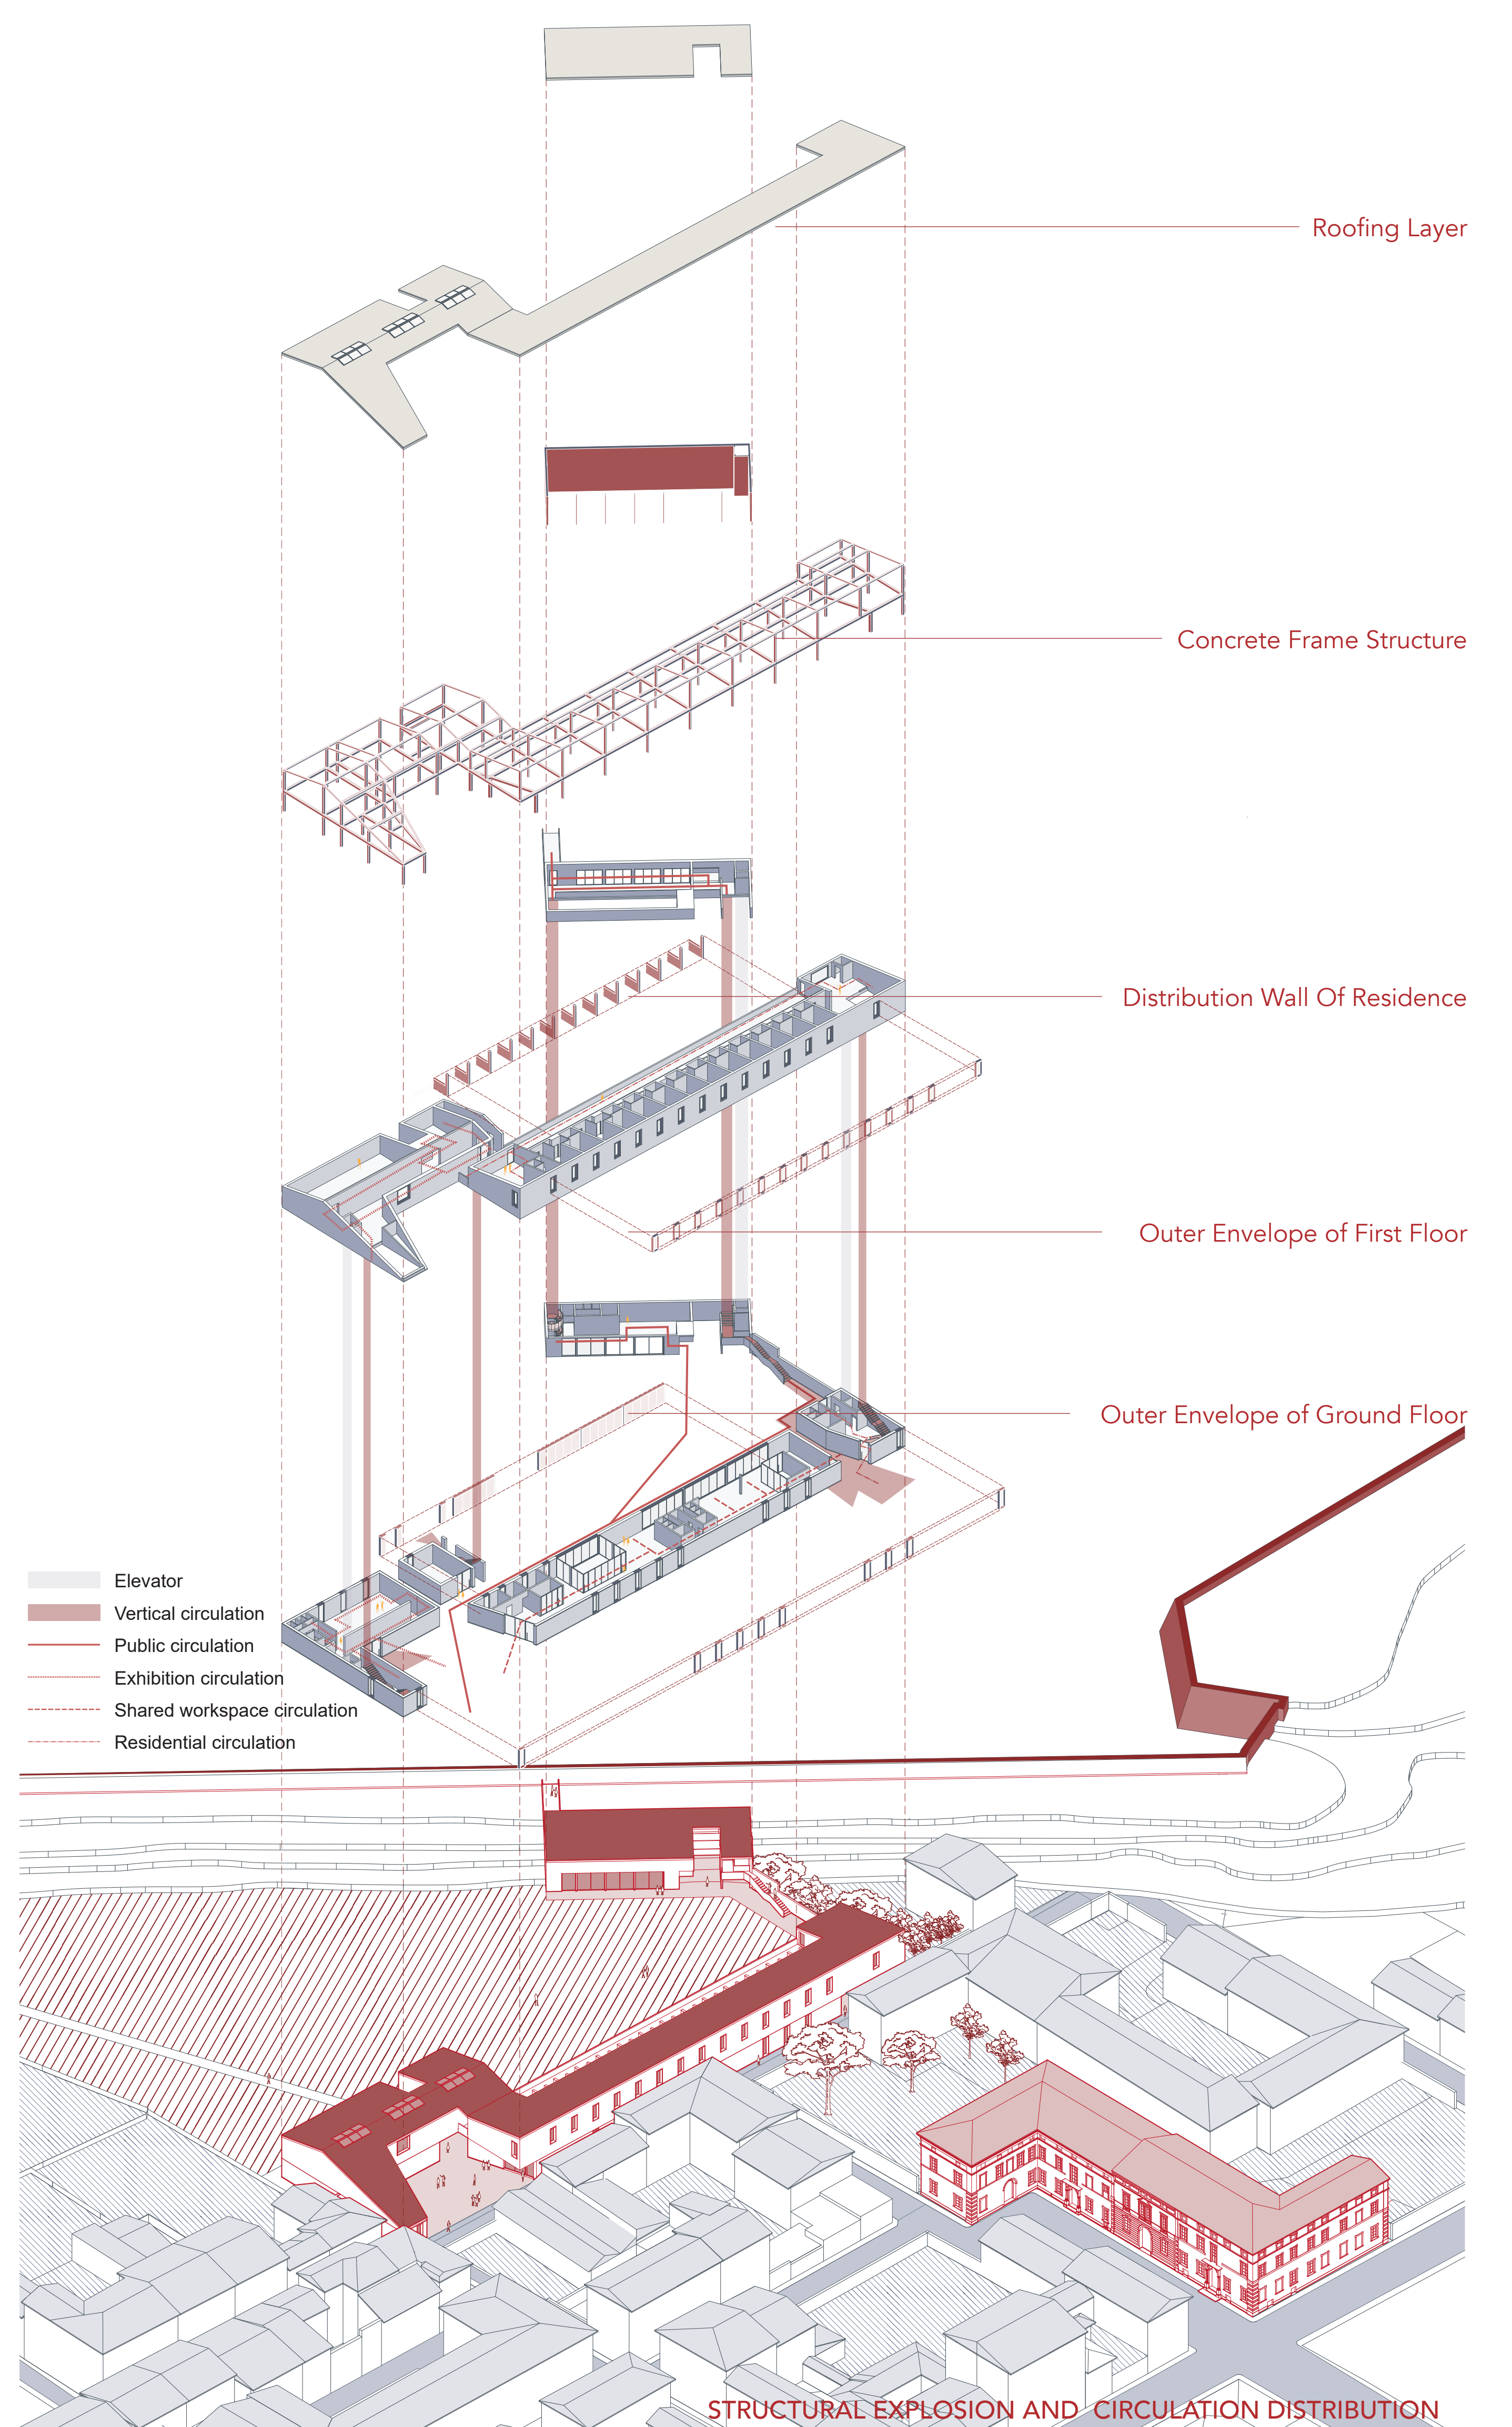 Roofing Layer
Concrete Frame Structure
Distribution Wall Of Residence
Outer Envelope of First Floor
Outer Envelope of Ground Floor
Elevator
Vertical circulation
Public circulation
Exhibition circulation
Shared workspace circulation
Residential circulation
STRUCTURAL EXPLOSION AND CIRCULATION DISTRIBUTION